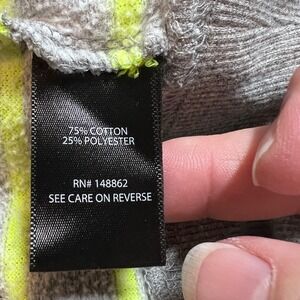 75% COTTON
25% POLYESTER
RN# 148862
SEE CARE ON REVERSE